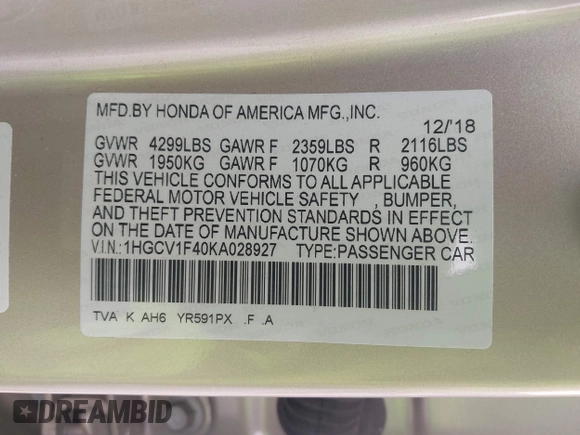 MFD.BY HONDA OF AMERICA MFG.,INC.
12/'18
GVWR 4299LBS GAWR F 2359LBS R 2116LBS
GVWR 1950KG GAWR F 1070KG R 960KG
THIS VEHICLE CONFORMS TO ALL APPLICABLE
FEDERAL MOTOR VEHICLE SAFETY , BUMPER,
AND THEFT PREVENTION STANDARDS IN EFFECT
ON THE DATE OF MANUFACTURE SHOWN ABOVE.
V.I.N.:1HGCV1F40KA028927 TYPE:PASSENGER CAR
TVA K AH6 YR591PX .F .A
DREAMBID